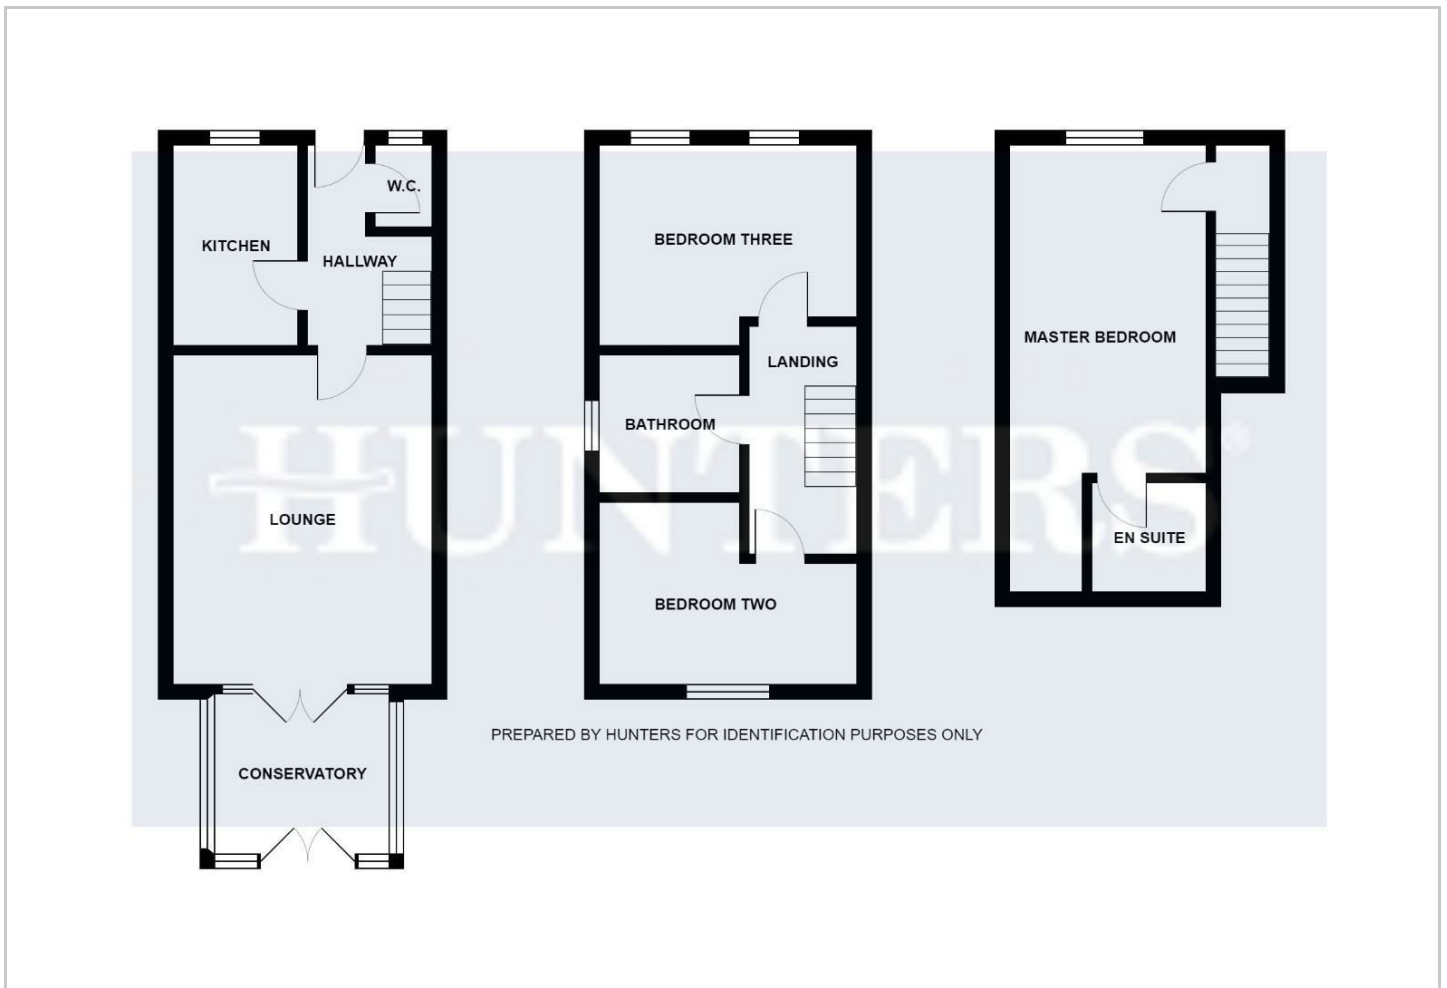 W.C.
KITCHEN
HALLWAY
LOUNGE
CONSERVATORY
BEDROOM THREE
LANDING
BATHROOM
BEDROOM TWO
MASTER BEDROOM
EN SUITE
HUNTERS®
PREPARED BY HUNTERS FOR IDENTIFICATION PURPOSES ONLY